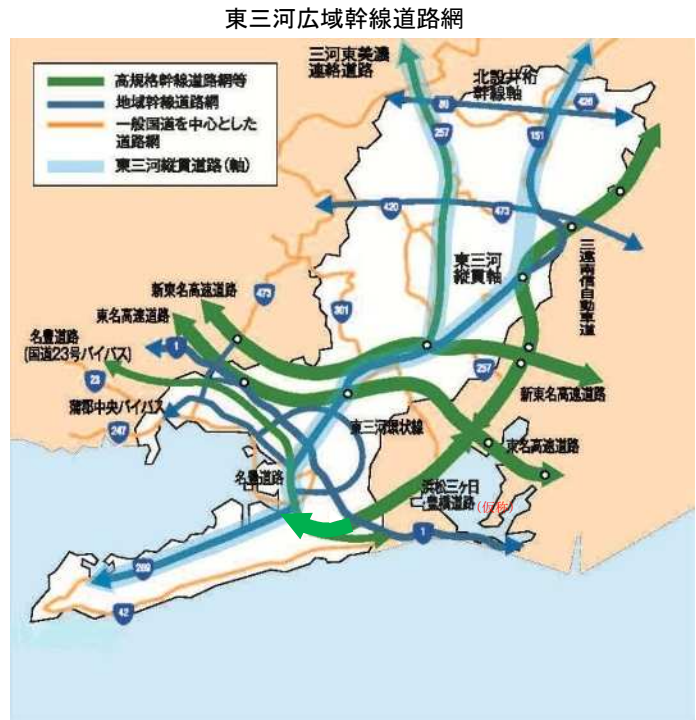 東三河広域幹線道路網
高規格幹線道路網等
地域幹線道路網
一般国道を中心とした
道路網
東三河縦貫道路(軸)
三河東美濃
連絡道路
北設井桁
幹線軸
257
151
420
473
東三河
縦貫軸
三遠南信自動車道
新東名高速道路
473
東名高速道路
301
名豊道路
(国道23号バイパス)
1
23
257
新東名高速道路
蒲郡中央バイパス
247
東三河環状線
東名高速道路
名豊道路
浜松三ヶ日
豊橋道路(仮称)
1
42